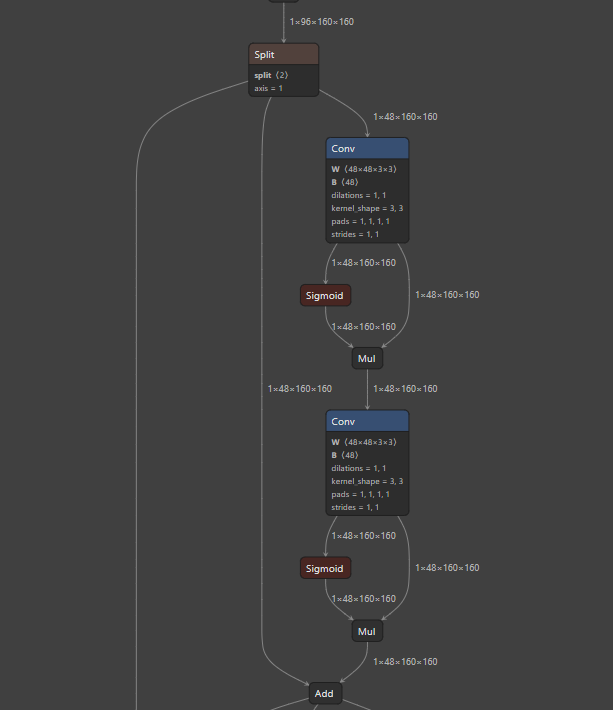 1×96×160×160
Split
split ⟨2⟩
axis = 1
1×48×160×160
Conv
W ⟨48×48×3×3⟩
B ⟨48⟩
dilations = 1, 1
kernel_shape = 3, 3
pads = 1, 1, 1, 1
strides = 1, 1
1×48×160×160
Sigmoid
1×48×160×160
1×48×160×160
Mul
1×48×160×160
1×48×160×160
Conv
W ⟨48×48×3×3⟩
B ⟨48⟩
dilations = 1, 1
kernel_shape = 3, 3
pads = 1, 1, 1, 1
strides = 1, 1
1×48×160×160
Sigmoid
1×48×160×160
1×48×160×160
Mul
1×48×160×160
Add